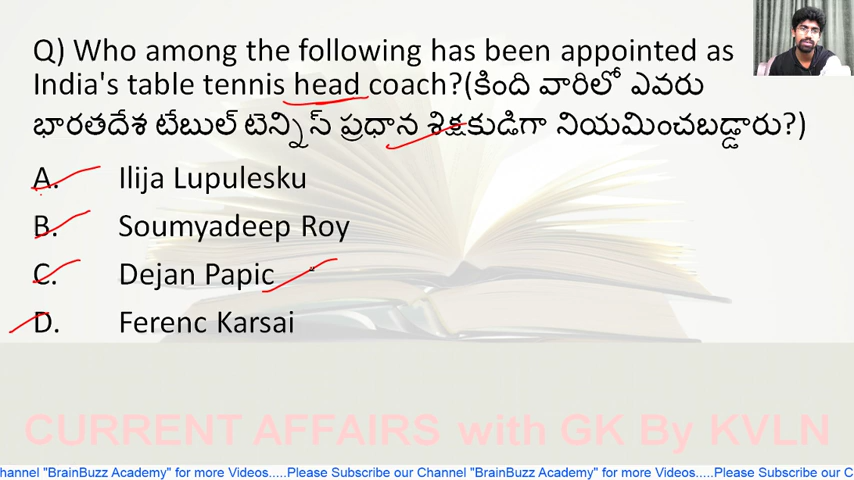 Q) Who among the following has been appointed as
India's table tennis head coach?(కింది వారిలో ఎవరు
భారతదేశ టేబుల్ టెన్నిస్ ప్రధాన శిక్షకుడిగా నియమించబడ్డారు?)
A. Ilija Lupulesku
B. Soumyadeep Roy
C. Dejan Papic
D. Ferenc Karsai
CURRENT AFFAIRS with GK By KVLN
hannel "BrainBuzz Academy" for more Videos.....Please Subscribe our Channel "BrainBuzz Academy" for more Videos.....Please Subscribe our C